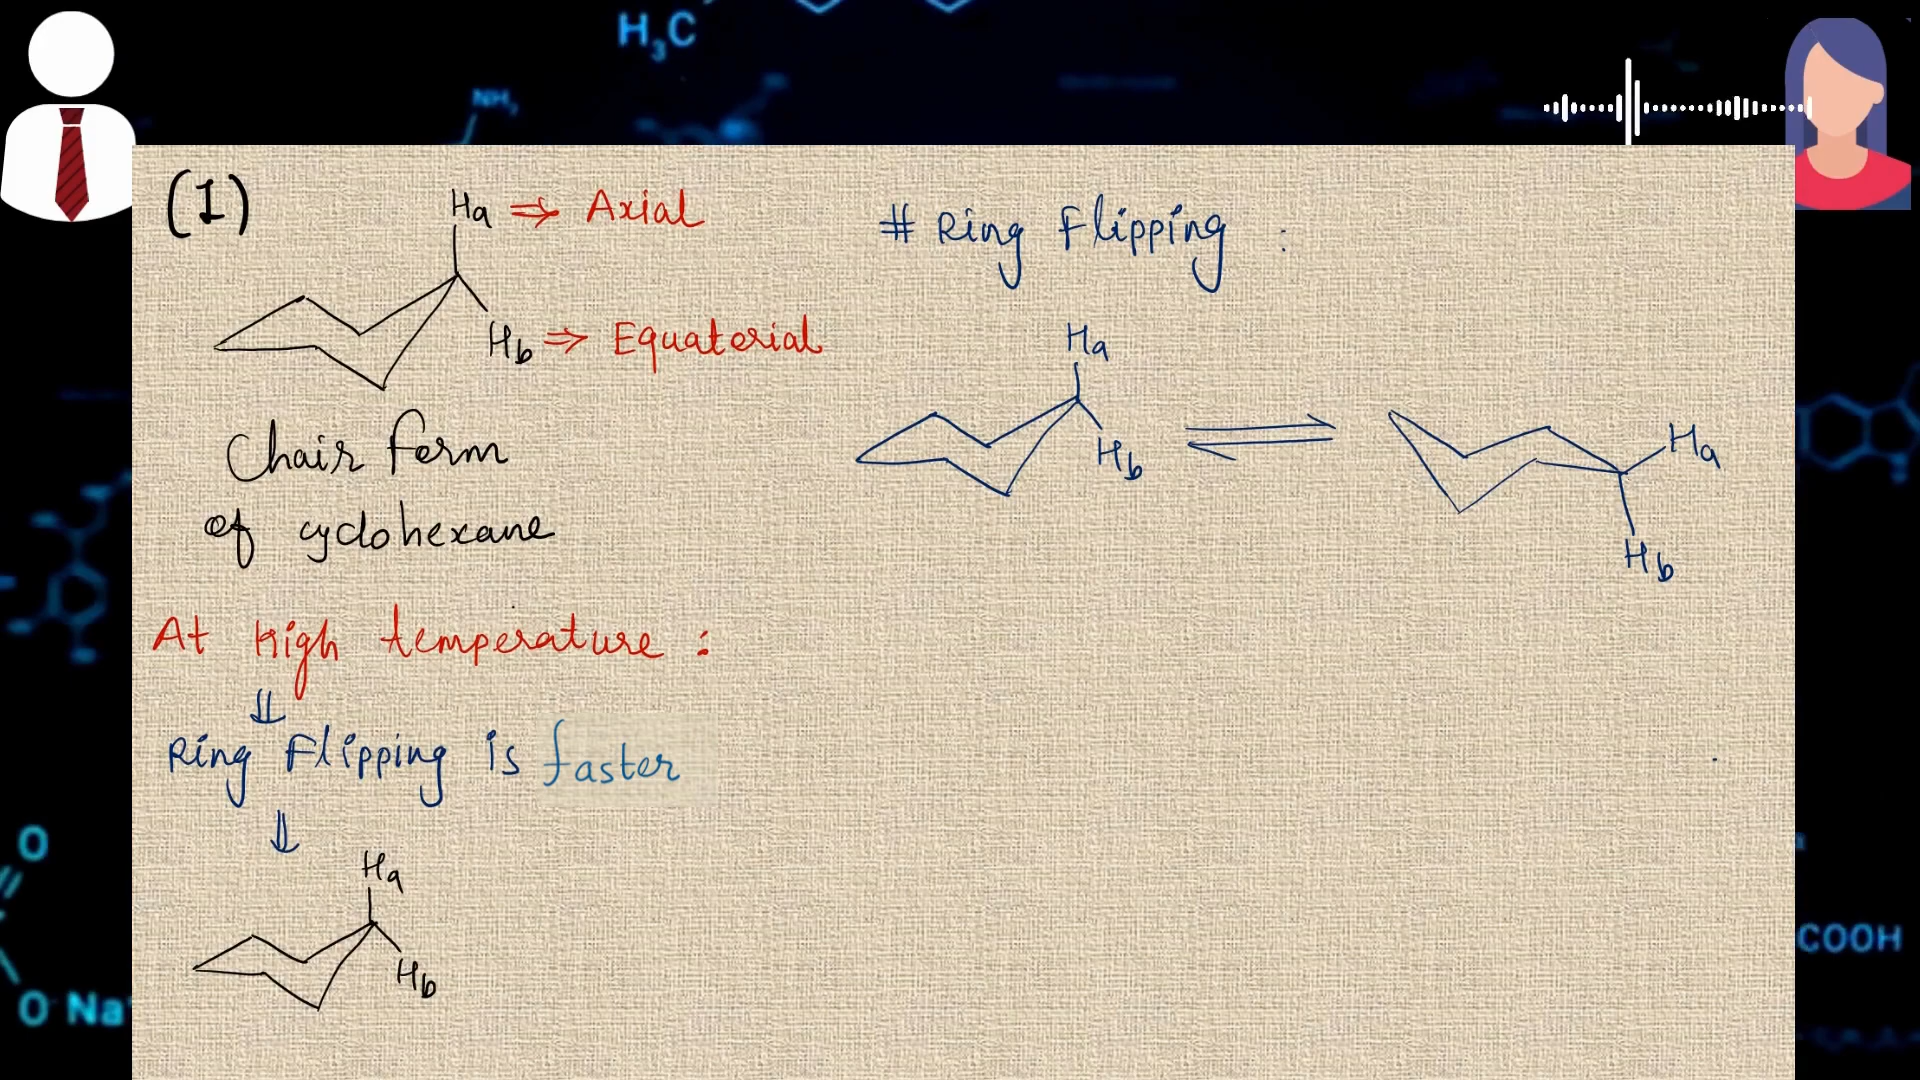 H₃C
NH₂
(1)
Ha ⇒ Axial
Hb ⇒ Equatorial
Chair form
of cyclohexane
At High temperature :
⇓
Ring Flipping is faster
⇓
Ha
Hb
# Ring Flipping :
Ha
Hb
⇌
Ha
Hb
O
O Na⁺
COOH